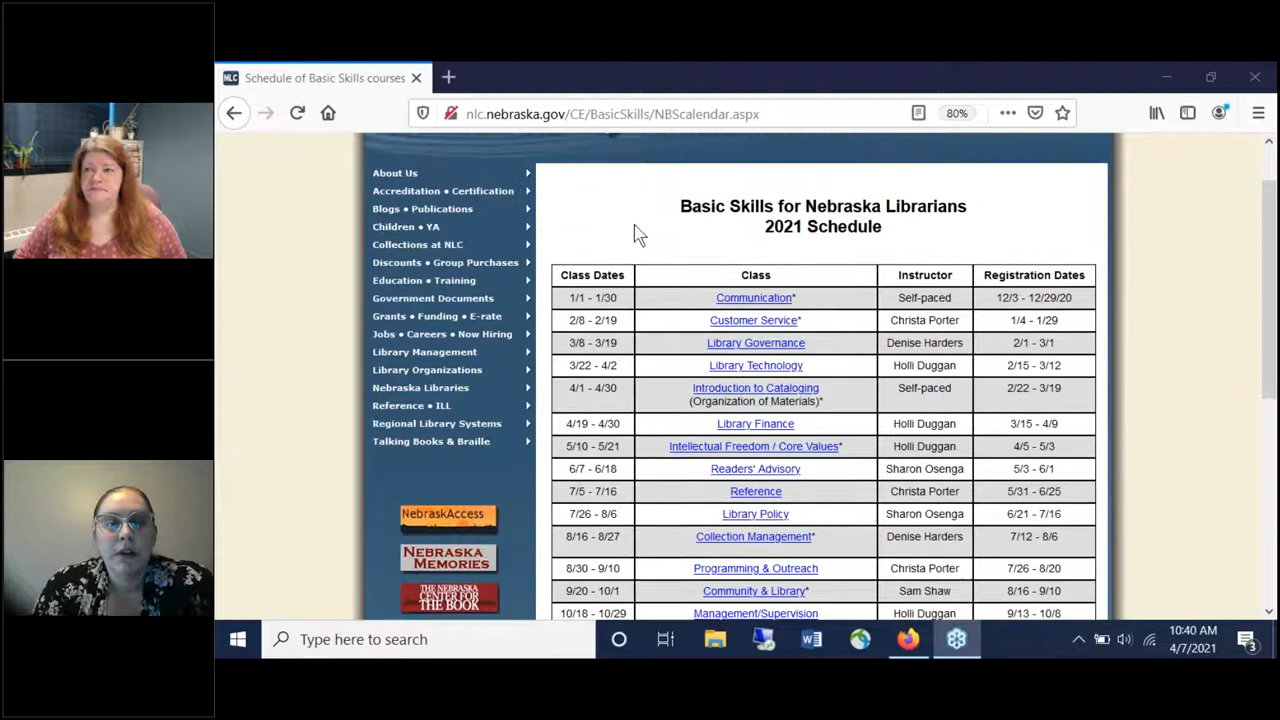 NLC Schedule of Basic Skills courses
nlc.nebraska.gov/CE/BasicSkills/NBScalendar.aspx 80%
About Us
Accreditation ● Certification
Blogs ● Publications
Children ● YA
Collections at NLC
Discounts ● Group Purchases
Education ● Training
Government Documents
Grants ● Funding ● E-rate
Jobs ● Careers ● Now Hiring
Library Management
Library Organizations
Nebraska Libraries
Reference ● ILL
Regional Library Systems
Talking Books & Braille
NebraskAccess
NEBRASKA
MEMORIES
THE NEBRASKA
CENTER FOR
THE BOOK
Basic Skills for Nebraska Librarians
2021 Schedule
Class Dates Class Instructor Registration Dates
1/1 - 1/30 Communication* Self-paced 12/3 - 12/29/20
2/8 - 2/19 Customer Service* Christa Porter 1/4 - 1/29
3/8 - 3/19 Library Governance Denise Harders 2/1 - 3/1
3/22 - 4/2 Library Technology Holli Duggan 2/15 - 3/12
4/1 - 4/30 Introduction to Cataloging Self-paced 2/22 - 3/19
(Organization of Materials)*
4/19 - 4/30 Library Finance Holli Duggan 3/15 - 4/9
5/10 - 5/21 Intellectual Freedom / Core Values* Holli Duggan 4/5 - 5/3
6/7 - 6/18 Readers' Advisory Sharon Osenga 5/3 - 6/1
7/5 - 7/16 Reference Christa Porter 5/31 - 6/25
7/26 - 8/6 Library Policy Sharon Osenga 6/21 - 7/16
8/16 - 8/27 Collection Management* Denise Harders 7/12 - 8/6
8/30 - 9/10 Programming & Outreach Christa Porter 7/26 - 8/20
9/20 - 10/1 Community & Library* Sam Shaw 8/16 - 9/10
10/18 - 10/29 Management/Supervision Holli Duggan 9/13 - 10/8
Type here to search
10:40 AM
4/7/2021
3